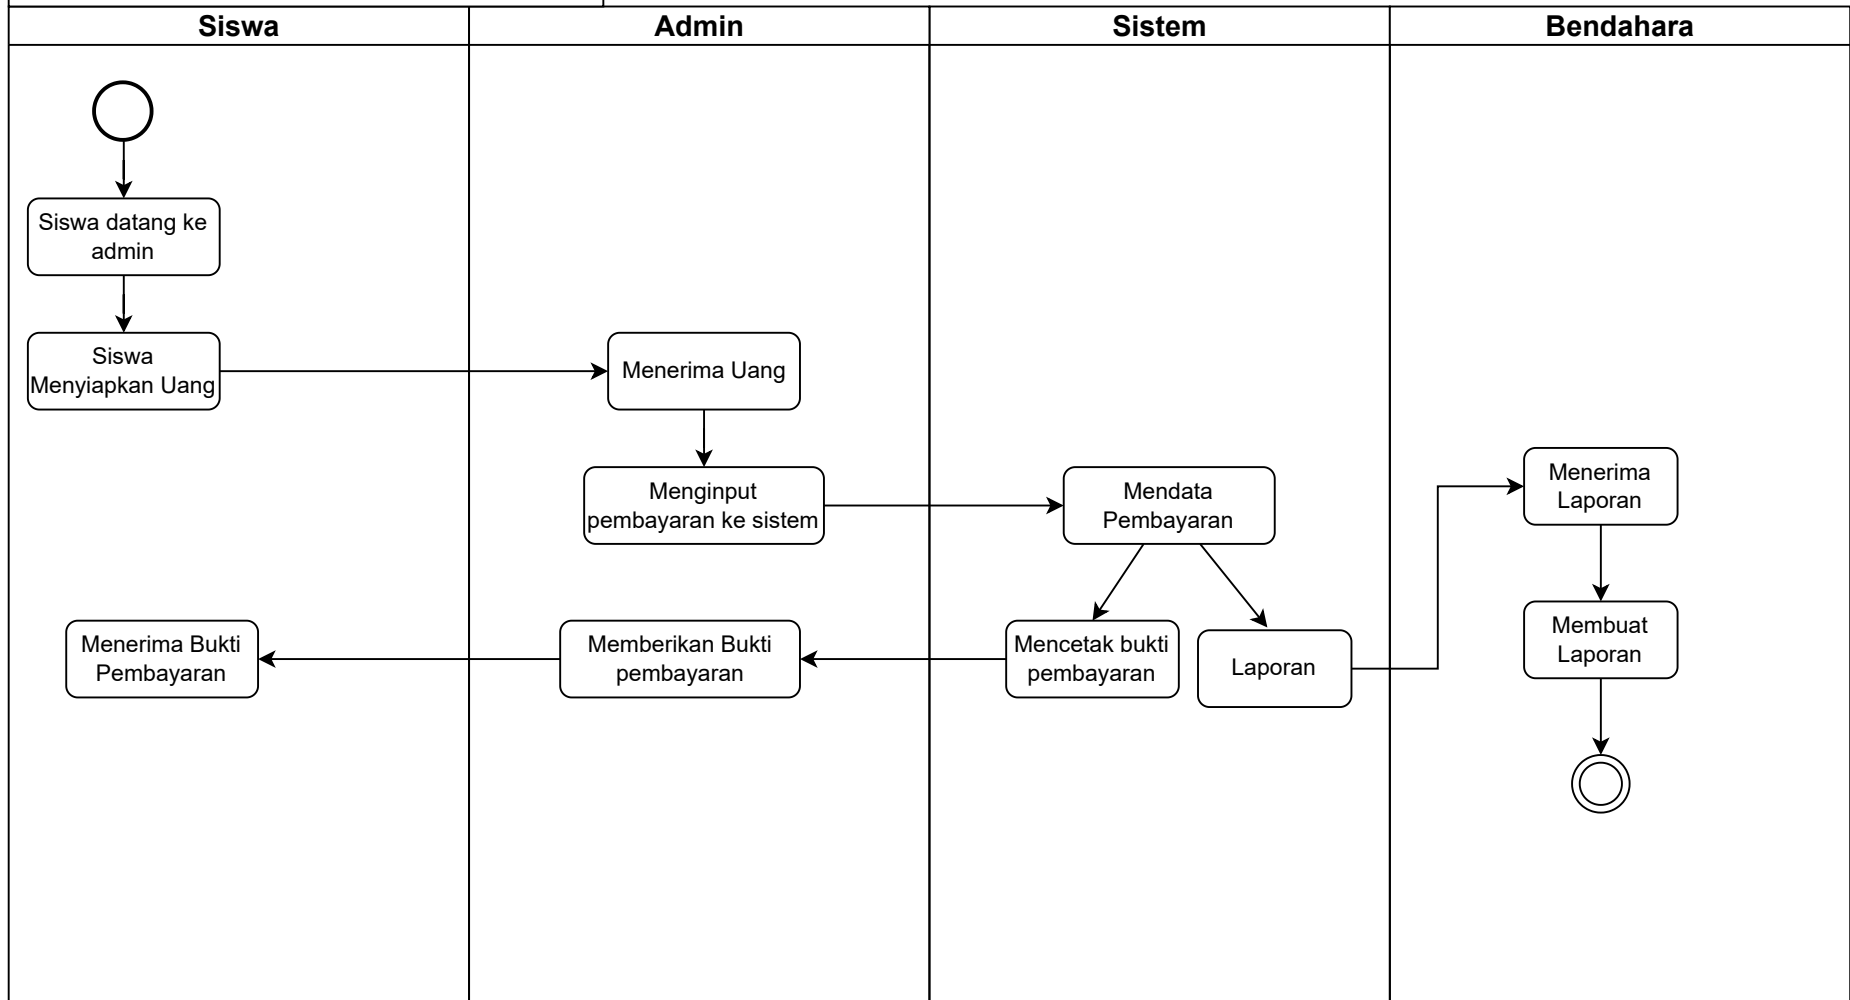 Siswa
Admin
Sistem
Bendahara
Siswa datang ke
admin
Siswa
Menyiapkan Uang
Menerima Uang
Menginput
pembayaran ke sistem
Mendata
Pembayaran
Menerima
Laporan
Menerima Bukti
Pembayaran
Memberikan Bukti
pembayaran
Mencetak bukti
pembayaran
Laporan
Membuat
Laporan